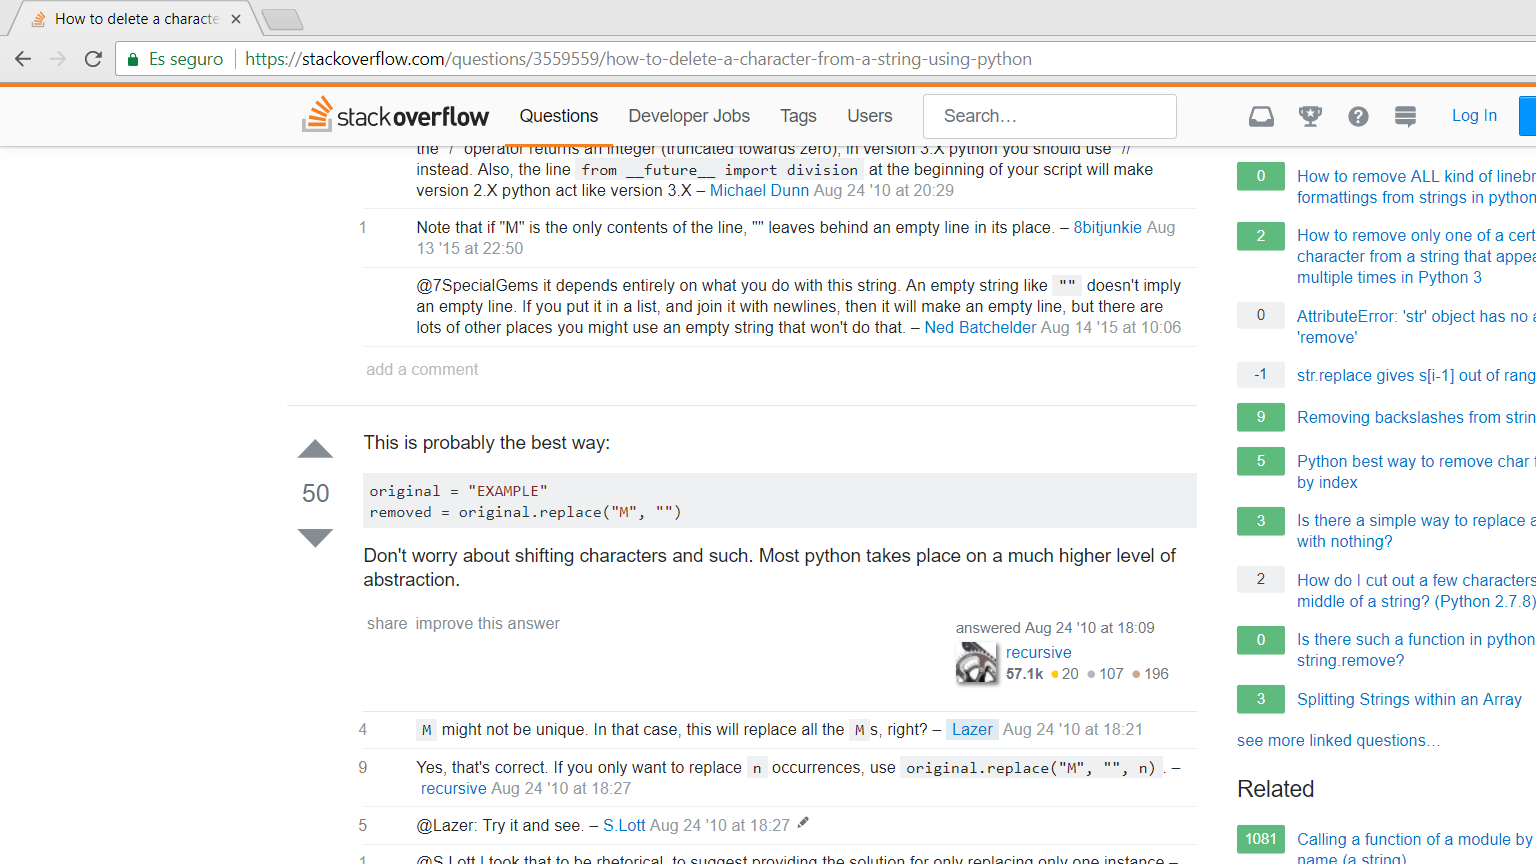 How to delete a characte
Es seguro
https://stackoverflow.com/questions/3559559/how-to-delete-a-character-from-a-string-using-python
stackoverflow
Questions
Developer Jobs
Tags
Users
Search...
Log In
the "/" operator returns an integer (truncated towards zero), in version 3.X python you should use "//"
instead. Also, the line from __future__ import division at the beginning of your script will make
version 2.X python act like version 3.X – Michael Dunn Aug 24 '10 at 20:29
1 Note that if "M" is the only contents of the line, "" leaves behind an empty line in its place. – 8bitjunkie Aug
13 '15 at 22:50
@7SpecialGems it depends entirely on what you do with this string. An empty string like "" doesn't imply
an empty line. If you put it in a list, and join it with newlines, then it will make an empty line, but there are
lots of other places you might use an empty string that won't do that. – Ned Batchelder Aug 14 '15 at 10:06
add a comment
50
This is probably the best way:
original = "EXAMPLE"
removed = original.replace("M", "")
Don't worry about shifting characters and such. Most python takes place on a much higher level of
abstraction.
share improve this answer
answered Aug 24 '10 at 18:09
recursive
57.1k 20 107 196
4 M might not be unique. In that case, this will replace all the M s, right? – Lazer Aug 24 '10 at 18:21
9 Yes, that's correct. If you only want to replace n occurrences, use original.replace("M", "", n) . –
recursive Aug 24 '10 at 18:27
5 @Lazer: Try it and see. – S.Lott Aug 24 '10 at 18:27
1 @S.Lott I took that to be rhetorical, to suggest providing the solution for only replacing only one instance –
0 How to remove ALL kind of linebr
formattings from strings in python
2 How to remove only one of a cert
character from a string that appea
multiple times in Python 3
0 AttributeError: 'str' object has no a
'remove'
-1 str.replace gives s[i-1] out of rang
9 Removing backslashes from strin
5 Python best way to remove char f
by index
3 Is there a simple way to replace a
with nothing?
2 How do I cut out a few characters
middle of a string? (Python 2.7.8)
0 Is there such a function in python
string.remove?
3 Splitting Strings within an Array
see more linked questions...
Related
1081 Calling a function of a module by
name (a string)